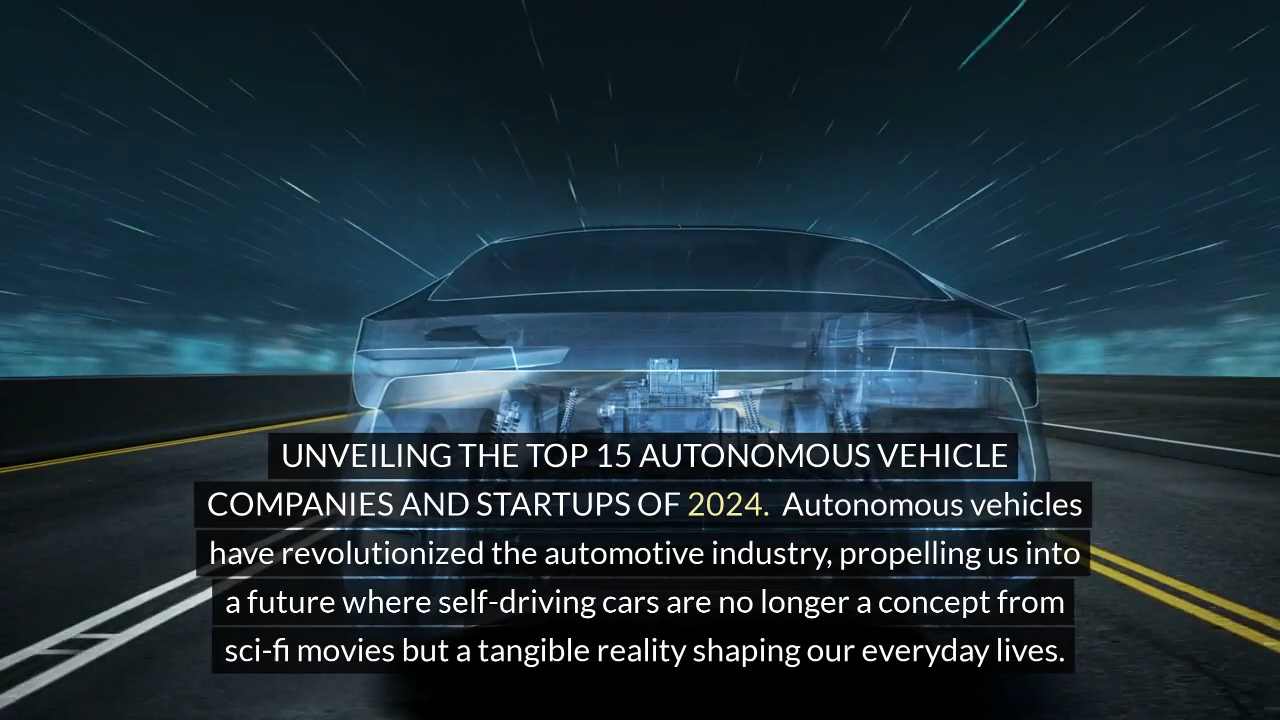 UNVEILING THE TOP 15 AUTONOMOUS VEHICLE
COMPANIES AND STARTUPS OF 2024. Autonomous vehicles
have revolutionized the automotive industry, propelling us into
a future where self-driving cars are no longer a concept from
sci-fi movies but a tangible reality shaping our everyday lives.